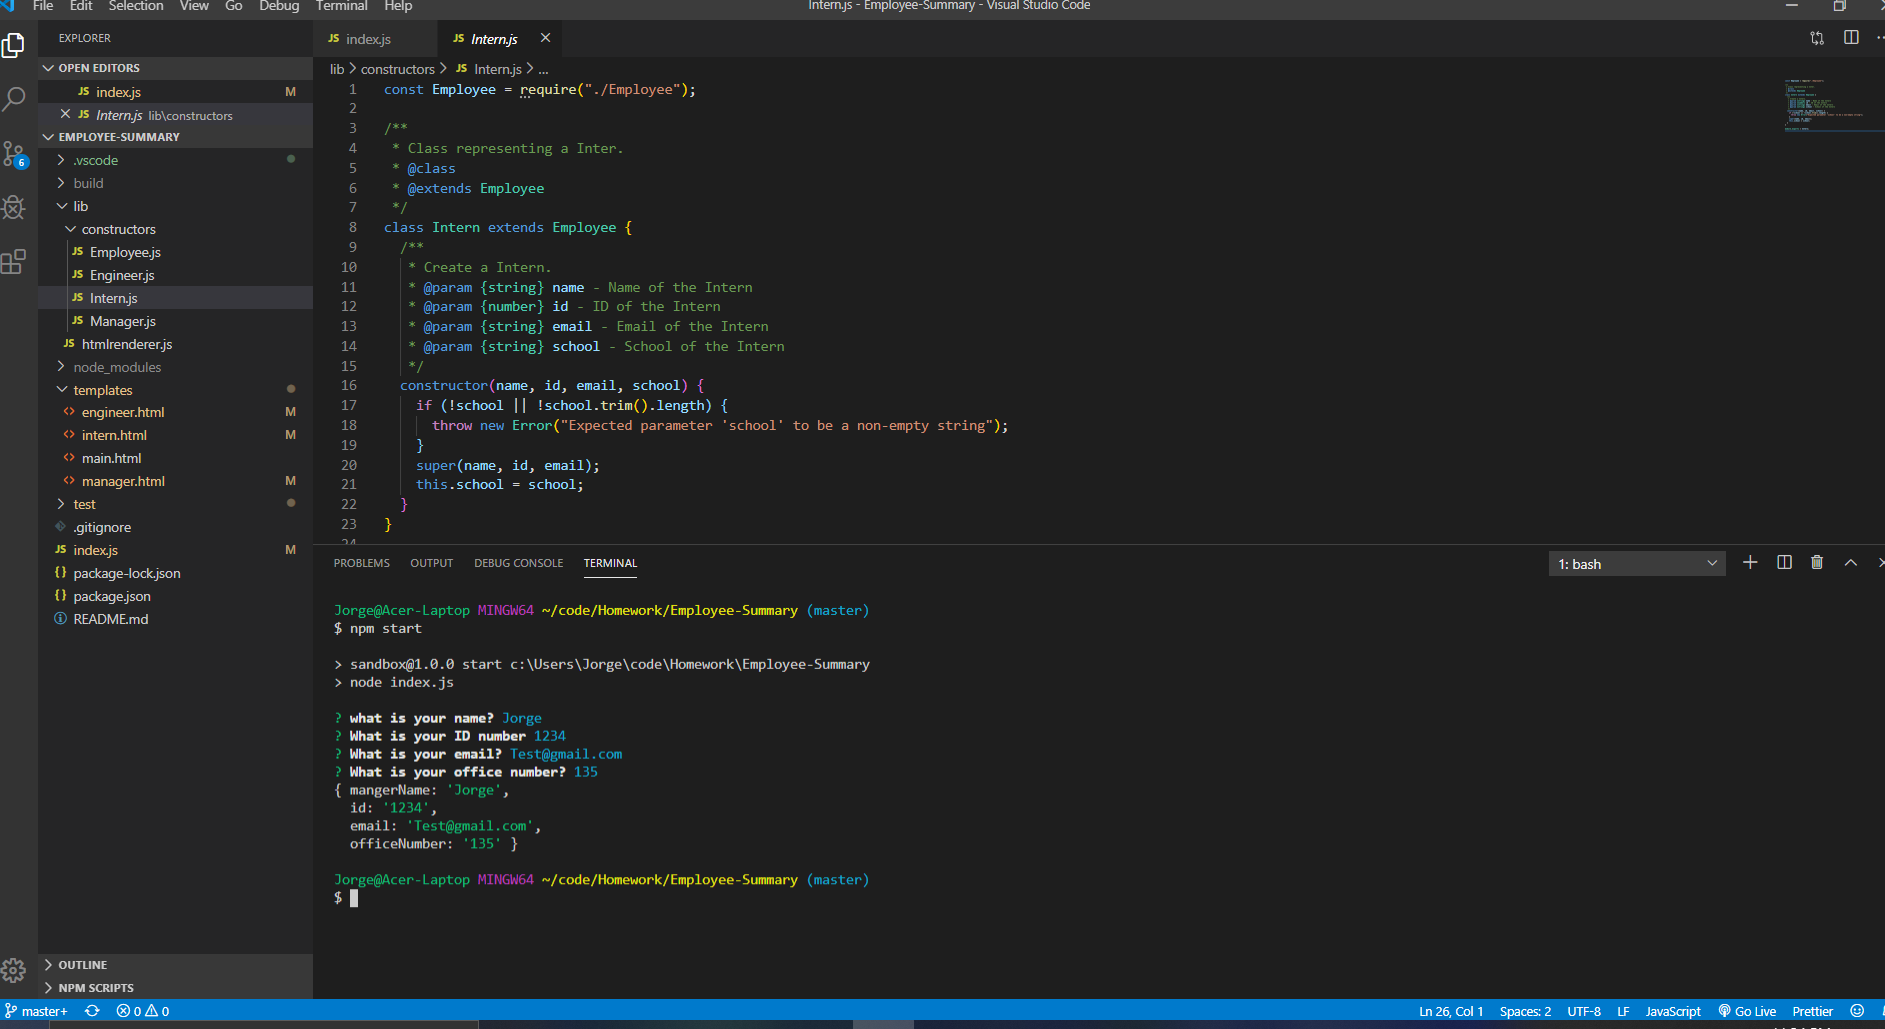 File Edit Selection View Go Debug Terminal Help
Intern.js - Employee-Summary - Visual Studio Code
EXPLORER
OPEN EDITORS
JS index.js M
JS Intern.js lib\constructors
EMPLOYEE-SUMMARY
.vscode
build
lib
constructors
JS Employee.js
JS Engineer.js
JS Intern.js
JS Manager.js
JS htmlrenderer.js
node_modules
templates
<> engineer.html M
<> intern.html M
<> main.html
<> manager.html M
test
.gitignore
JS index.js M
{} package-lock.json
{} package.json
README.md
OUTLINE
NPM SCRIPTS
6
JS index.js
JS Intern.js
lib > constructors > JS Intern.js > ...
1 const Employee = require("./Employee");
2
3 /**
4 * Class representing a Inter.
5 * @class
6 * @extends Employee
7 */
8 class Intern extends Employee {
9 /**
10 * Create a Intern.
11 * @param {string} name - Name of the Intern
12 * @param {number} id - ID of the Intern
13 * @param {string} email - Email of the Intern
14 * @param {string} school - School of the Intern
15 */
16 constructor(name, id, email, school) {
17 if (!school || !school.trim().length) {
18 throw new Error("Expected parameter 'school' to be a non-empty string");
19 }
20 super(name, id, email);
21 this.school = school;
22 }
23 }
24
PROBLEMS OUTPUT DEBUG CONSOLE TERMINAL
1: bash
Jorge@Acer-Laptop MINGW64 ~/code/Homework/Employee-Summary (master)
$ npm start
> sandbox@1.0.0 start c:\Users\Jorge\code\Homework\Employee-Summary
> node index.js
? what is your name? Jorge
? What is your ID number 1234
? What is your email? Test@gmail.com
? What is your office number? 135
{ mangerName: 'Jorge',
id: '1234',
email: 'Test@gmail.com',
officeNumber: '135' }
Jorge@Acer-Laptop MINGW64 ~/code/Homework/Employee-Summary (master)
$
master+ 0 0
Ln 26, Col 1 Spaces: 2 UTF-8 LF JavaScript Go Live Prettier